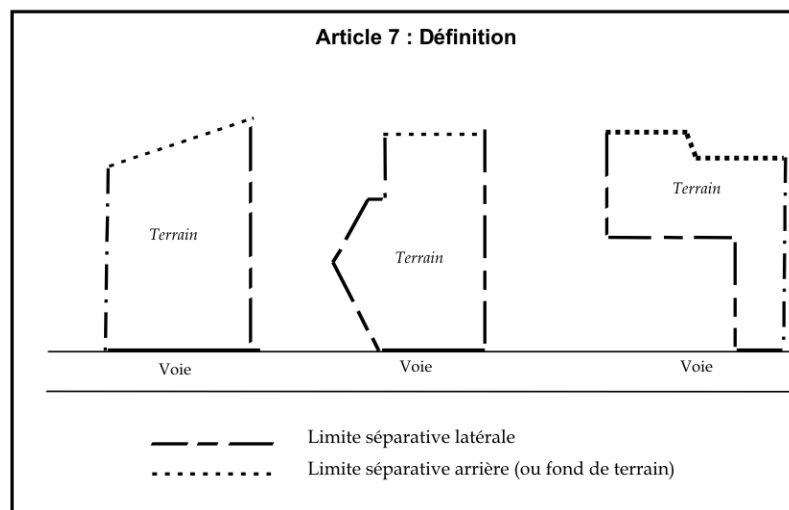 Article 7 : Définition
Terrain
Terrain
Terrain
Voie
Voie
Voie
Limite séparative latérale
Limite séparative arrière (ou fond de terrain)